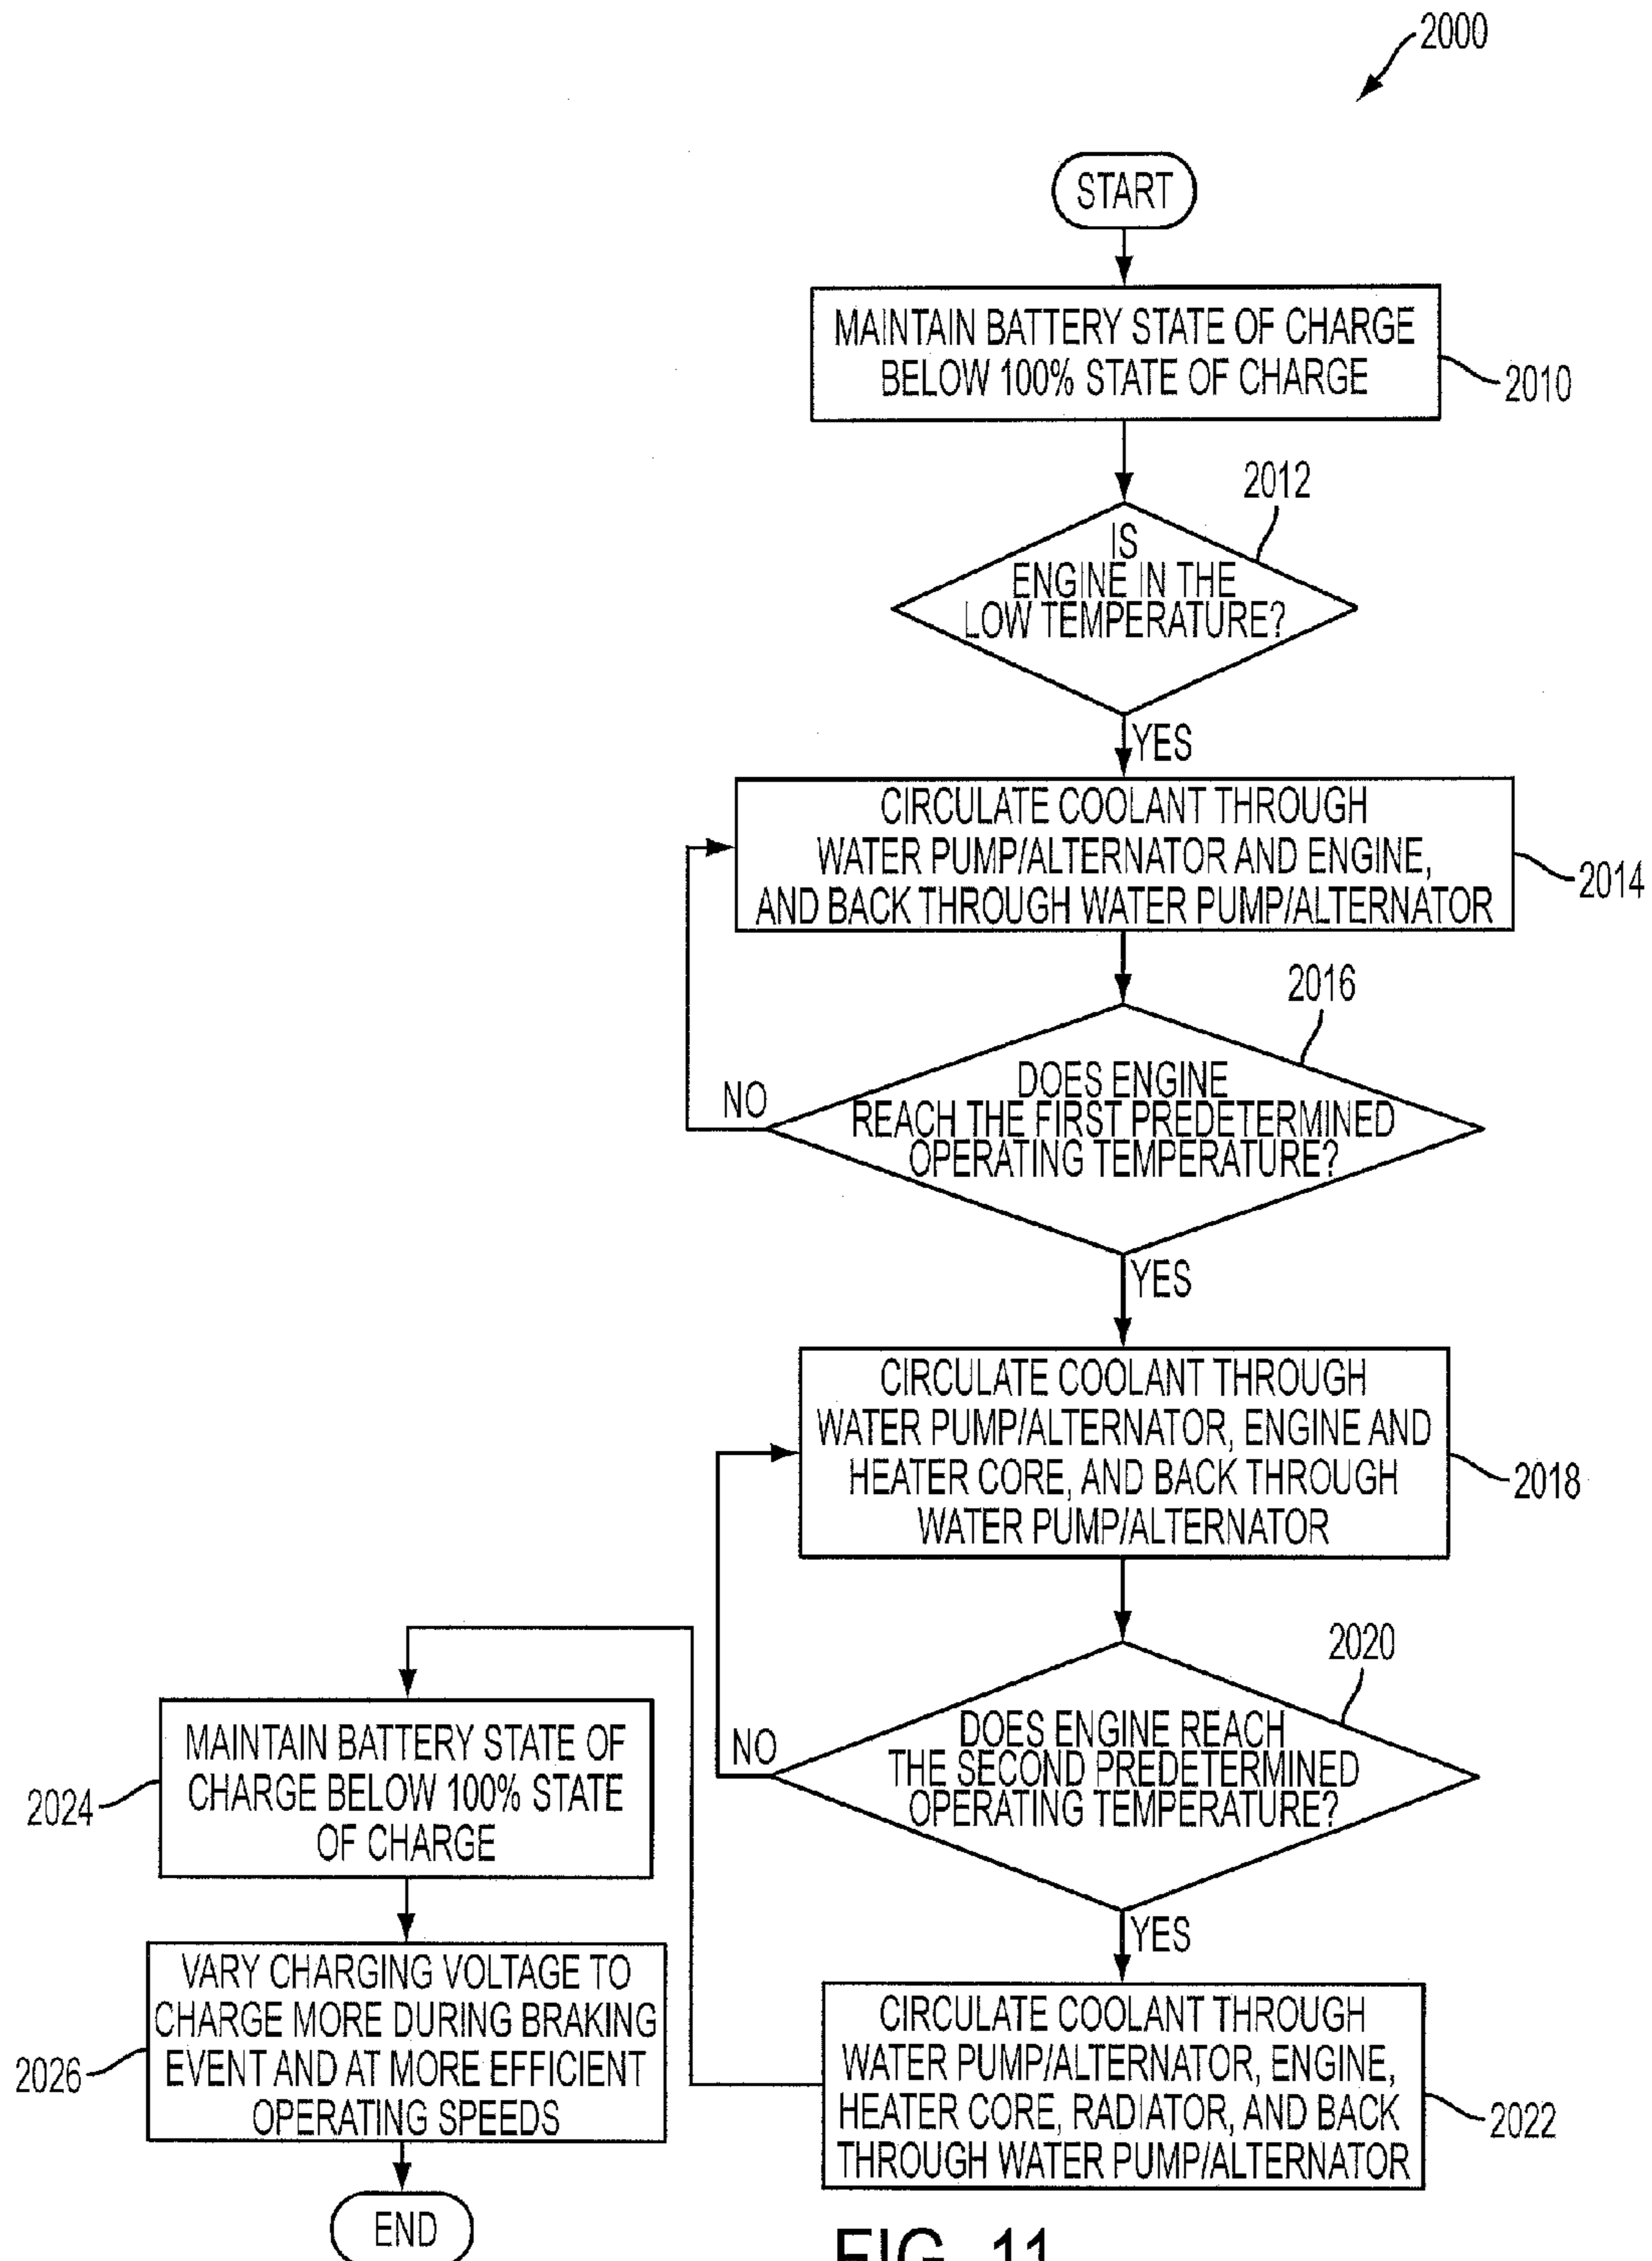 2000
START
MAINTAIN BATTERY STATE OF CHARGE
BELOW 100% STATE OF CHARGE
2010
2012
IS
ENGINE IN THE
LOW TEMPERATURE?
YES
CIRCULATE COOLANT THROUGH
WATER PUMP/ALTERNATOR AND ENGINE,
AND BACK THROUGH WATER PUMP/ALTERNATOR
2014
2016
DOES ENGINE
REACH THE FIRST PREDETERMINED
OPERATING TEMPERATURE?
NO
YES
CIRCULATE COOLANT THROUGH
WATER PUMP/ALTERNATOR, ENGINE AND
HEATER CORE, AND BACK THROUGH
WATER PUMP/ALTERNATOR
2018
2020
DOES ENGINE REACH
THE SECOND PREDETERMINED
OPERATING TEMPERATURE?
NO
YES
CIRCULATE COOLANT THROUGH
WATER PUMP/ALTERNATOR, ENGINE,
HEATER CORE, RADIATOR, AND BACK
THROUGH WATER PUMP/ALTERNATOR
2022
MAINTAIN BATTERY STATE OF
CHARGE BELOW 100% STATE
OF CHARGE
2024
VARY CHARGING VOLTAGE TO
CHARGE MORE DURING BRAKING
EVENT AND AT MORE EFFICIENT
OPERATING SPEEDS
2026
END
FIG. 11